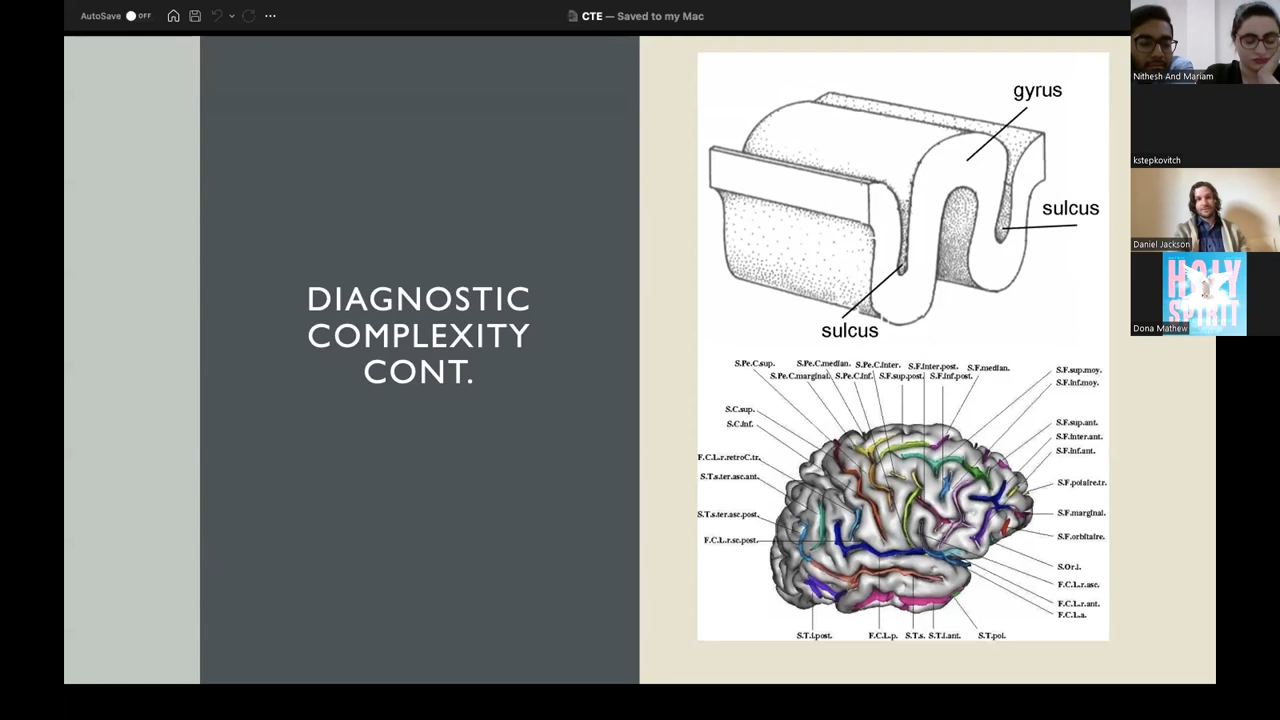 AutoSave OFF
CTE — Saved to my Mac
DIAGNOSTIC
COMPLEXITY
CONT.
gyrus
sulcus
sulcus
S.Pe.C.sup.
S.Pe.C.median.
S.Pe.C.inter.
S.F.inter.post.
S.F.median.
S.Pe.C.marginal.
S.Pe.C.inf.
S.F.sup.post.
S.F.inf.post.
S.F.sup.moy.
S.F.inf.moy.
S.C.sup.
S.C.inf.
S.F.sup.ant.
S.F.inter.ant.
S.F.inf.ant.
F.C.L.r.retroC.tr.
S.T.s.ter.asc.ant.
S.F.polaire.tr.
S.T.s.ter.asc.post.
S.F.marginal.
F.C.L.r.sc.post.
S.F.orbitaire.
S.Or.l.
F.C.L.r.asc.
F.C.L.r.ant.
F.C.L.a.
S.T.i.post.
F.C.L.p.
S.T.s.
S.T.i.ant.
S.T.pol.
Nithesh And Mariam
kstepkovitch
Daniel Jackson
HOLY
SPIRIT
Dona Mathew